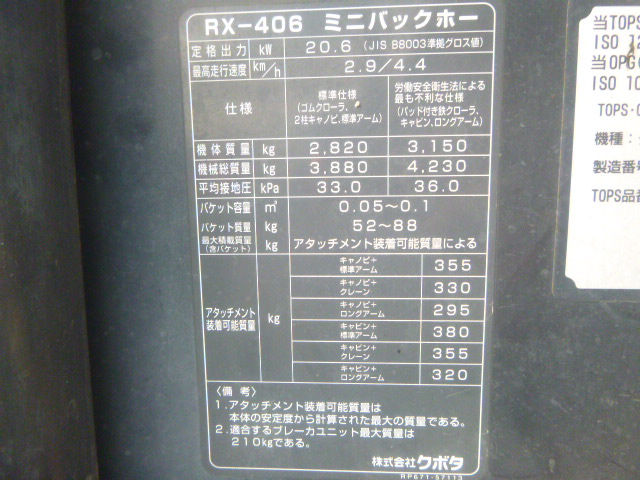 RX-406 ミニバックホー
定格出力 kW 20.6 (JIS B8003準拠グロス値)
最高走行速度 km/h 2.9/4.4
仕様
標準仕様
(ゴムクローラ、
2柱キャノピ、標準アーム)
労働安全衛生法による
最も不利な仕様
(パッド付き鉄クローラ、
キャビン、ロングアーム)
機体質量 kg 2,820 3,150
機械総質量 kg 3,880 4,230
平均接地圧 kPa 33.0 36.0
バケット容量 ㎥ 0.05~0.1
バケット質量 kg 52~88
最大積載質量
(含バケット) kg アタッチメント装着可能質量による
アタッチメント
装着可能質量 kg
キャノピ+
標準アーム 355
キャノピ+
クレーン 330
キャノピ+
ロングアーム 295
キャビン+
標準アーム 380
キャビン+
クレーン 355
キャビン+
ロングアーム 320
〈備考〉
1.アタッチメント装着可能質量は
本体の安定度から計算された最大の質量である。
2.適合するブレーカユニット最大質量は
210kgである。
株式会社クボタ
RP671-57113
当TOPS
ISO 12
当OPG(
ISO 10
TOPS・
機種:
製造番号
TOPS品番